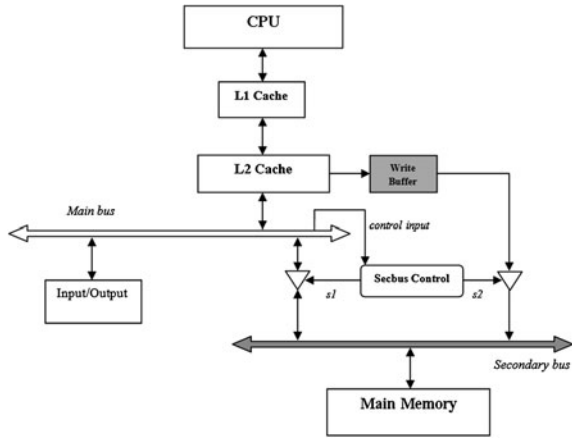 CPU
L1 Cache
L2 Cache
Write
Buffer
Main bus
control input
Input/Output
Secbus Control
s1
s2
Secondary bus
Main Memory